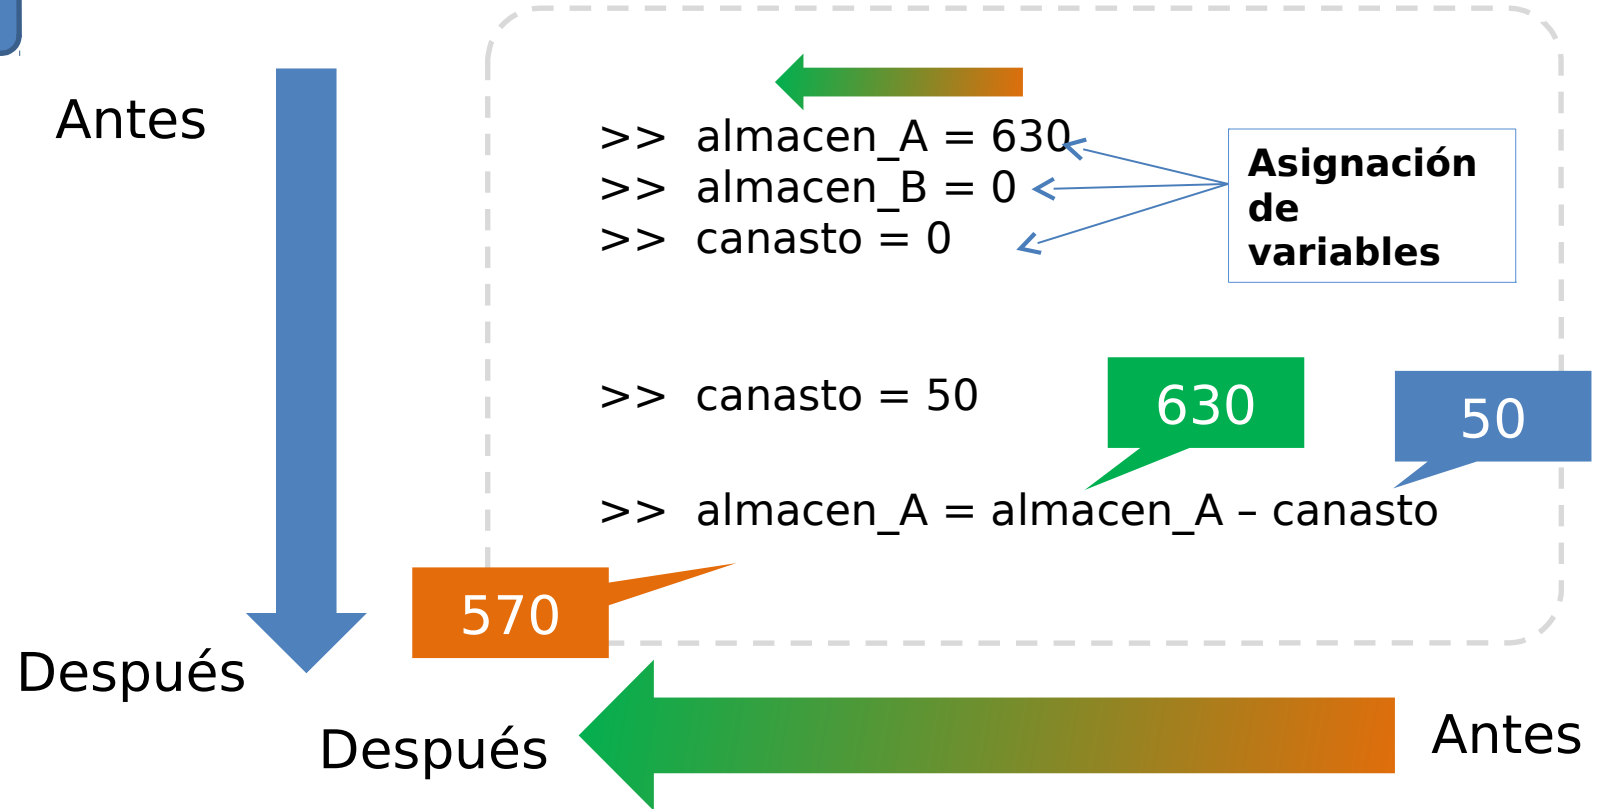 Antes
>> almacen_A = 630
>> almacen_B = 0
>> canasto = 0
Asignación
de
variables
>> canasto = 50
630
50
>> almacen_A = almacen_A – canasto
570
Después
Después
Antes